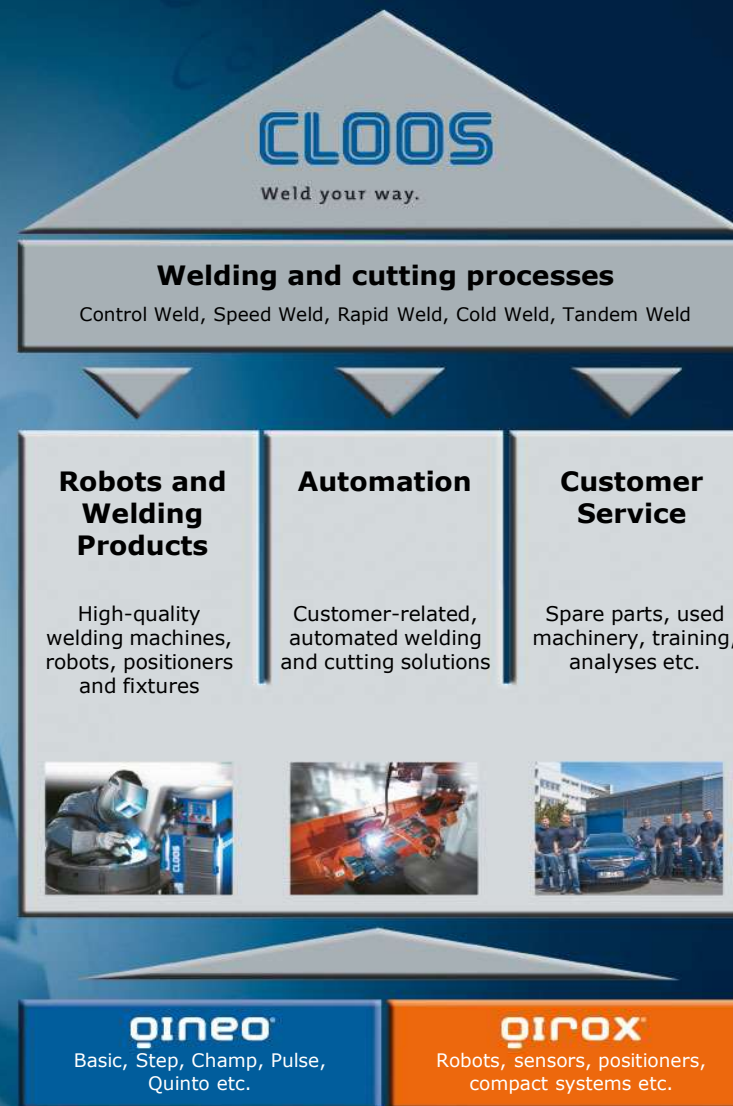 CLOOS
Weld your way.
Welding and cutting processes
Control Weld, Speed Weld, Rapid Weld, Cold Weld, Tandem Weld
Robots and
Welding
Products
High-quality
welding machines,
robots, positioners
and fixtures
CLOOS
Automation
Customer-related,
automated welding
and cutting solutions
Customer
Service
Spare parts, used
machinery, training,
analyses etc.
QINEO®
Basic, Step, Champ, Pulse,
Quinto etc.
QIROX®
Robots, sensors, positioners,
compact systems etc.